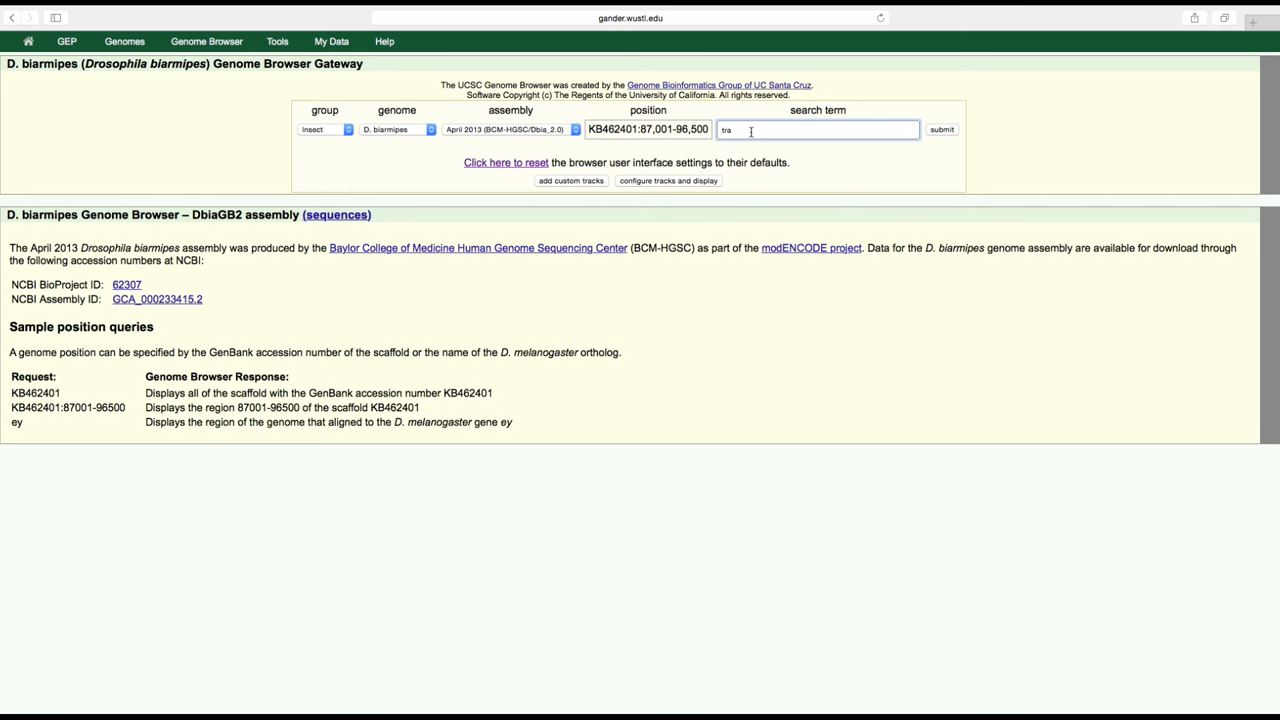 gander.wustl.edu
GEP Genomes Genome Browser Tools My Data Help
D. biarmipes (Drosophila biarmipes) Genome Browser Gateway
The UCSC Genome Browser was created by the Genome Bioinformatics Group of UC Santa Cruz.
Software Copyright (c) The Regents of the University of California. All rights reserved.
group genome assembly position search term
Insect D. biarmipes April 2013 (BCM-HGSC/Dbia_2.0) KB462401:87,001-96,500 tra submit
Click here to reset the browser user interface settings to their defaults.
add custom tracks configure tracks and display
D. biarmipes Genome Browser – DbiaGB2 assembly (sequences)
The April 2013 Drosophila biarmipes assembly was produced by the Baylor College of Medicine Human Genome Sequencing Center (BCM-HGSC) as part of the modENCODE project. Data for the D. biarmipes genome assembly are available for download through
the following accession numbers at NCBI:
NCBI BioProject ID: 62307
NCBI Assembly ID: GCA_000233415.2
Sample position queries
A genome position can be specified by the GenBank accession number of the scaffold or the name of the D. melanogaster ortholog.
Request: Genome Browser Response:
KB462401 Displays all of the scaffold with the GenBank accession number KB462401
KB462401:87001-96500 Displays the region 87001-96500 of the scaffold KB462401
ey Displays the region of the genome that aligned to the D. melanogaster gene ey